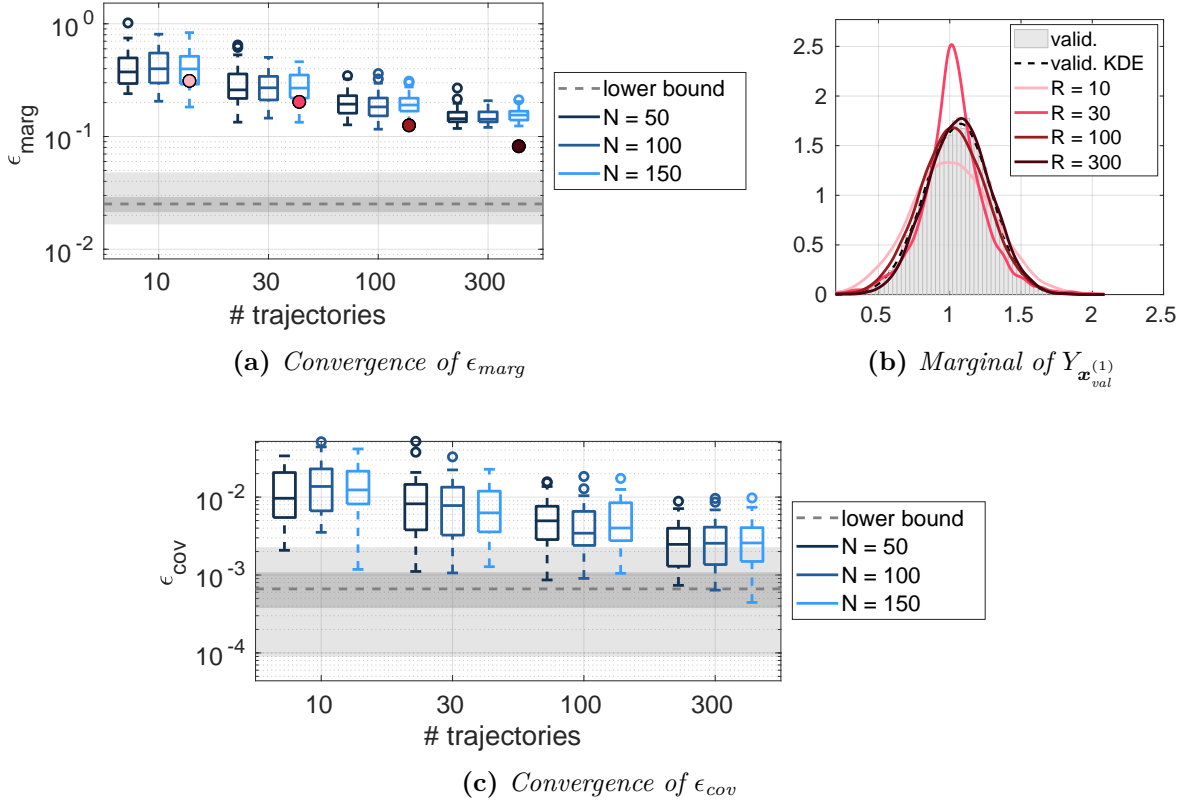 10^0
10^-1
10^-2
ϵ_marg
10 30 100 300
# trajectories
lower bound
N = 50
N = 100
N = 150
(a) Convergence of ϵ_marg
2.5
2
1.5
1
0.5
0
0.5 1 1.5 2 2.5
valid.
valid. KDE
R = 10
R = 30
R = 100
R = 300
(b) Marginal of Y_{x_{val}^{(1)}}
10^-2
10^-3
10^-4
ϵ_cov
10 30 100 300
# trajectories
lower bound
N = 50
N = 100
N = 150
(c) Convergence of ϵ_cov